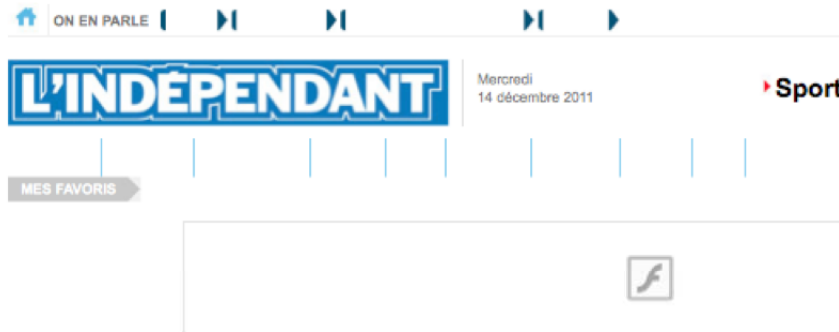 ON EN PARLE
L'INDÉPENDANT
Mercredi
14 décembre 2011
Sport
MES FAVORIS